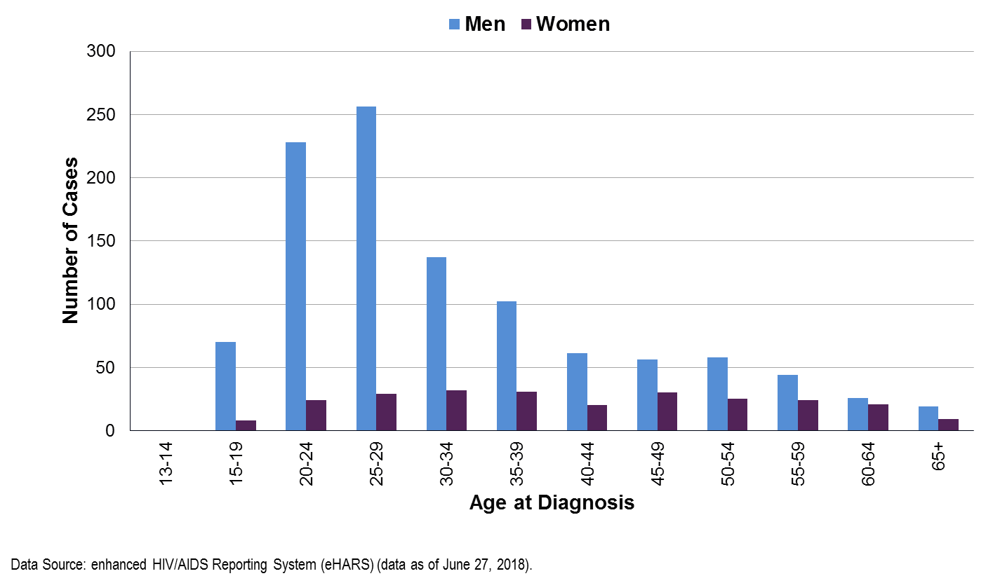 Men Women
300
250
200
150
100
50
0
Number of Cases
13-14 15-19 20-24 25-29 30-34 35-39 40-44 45-49 50-54 55-59 60-64 65+
Age at Diagnosis
Data Source: enhanced HIV/AIDS Reporting System (eHARS) (data as of June 27, 2018).